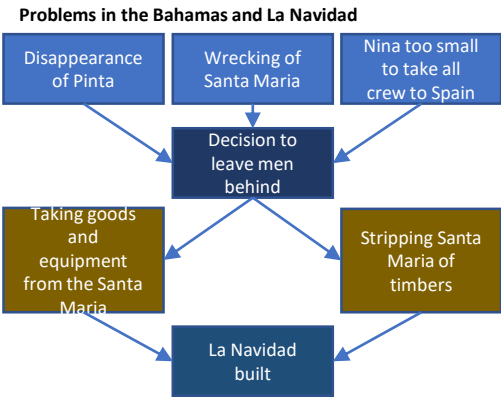 Problems in the Bahamas and La Navidad
Disappearance
of Pinta
Wrecking of
Santa Maria
Nina too small
to take all
crew to Spain
Decision to
leave men
behind
Taking goods
and
equipment
from the Santa
Maria
Stripping Santa
Maria of
timbers
La Navidad
built